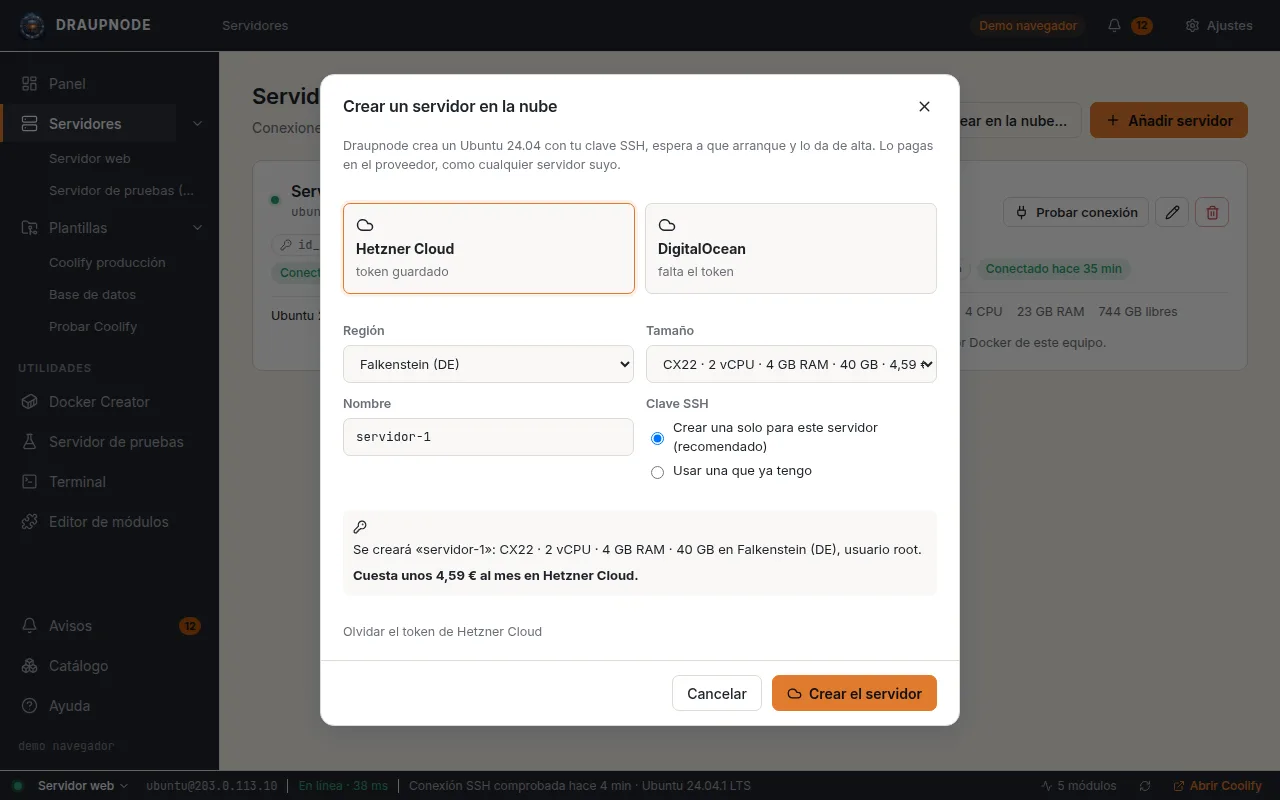 DRAUPNODE
Servidores
Demo navegador
12
Ajustes
Panel
Servidores
Servidor web
Servidor de pruebas (...
Plantillas
Coolify producción
Base de datos
Probar Coolify
UTILIDADES
Docker Creator
Servidor de pruebas
Terminal
Editor de módulos
Avisos
12
Catálogo
Ayuda
demo navegador
Servid
Conexione
ear en la nube...
Añadir servidor
Serv
ubun
id_
Conect
Ubuntu
Probar conexión
Conectado hace 35 min
4 CPU 23 GB RAM 744 GB libres
r Docker de este equipo.
Crear un servidor en la nube
Draupnode crea un Ubuntu 24.04 con tu clave SSH, espera a que arranque y lo da de alta. Lo pagas
en el proveedor, como cualquier servidor suyo.
Hetzner Cloud
token guardado
DigitalOcean
falta el token
Región
Falkenstein (DE)
Tamaño
CX22 · 2 vCPU · 4 GB RAM · 40 GB · 4,59
Nombre
servidor-1
Clave SSH
Crear una solo para este servidor
(recomendado)
Usar una que ya tengo
Se creará «servidor-1»: CX22 · 2 vCPU · 4 GB RAM · 40 GB en Falkenstein (DE), usuario root.
Cuesta unos 4,59 € al mes en Hetzner Cloud.
Olvidar el token de Hetzner Cloud
Cancelar
Crear el servidor
Servidor web
ubuntu@203.0.113.10
En línea · 38 ms
Conexión SSH comprobada hace 4 min · Ubuntu 24.04.1 LTS
5 módulos
Abrir Coolify